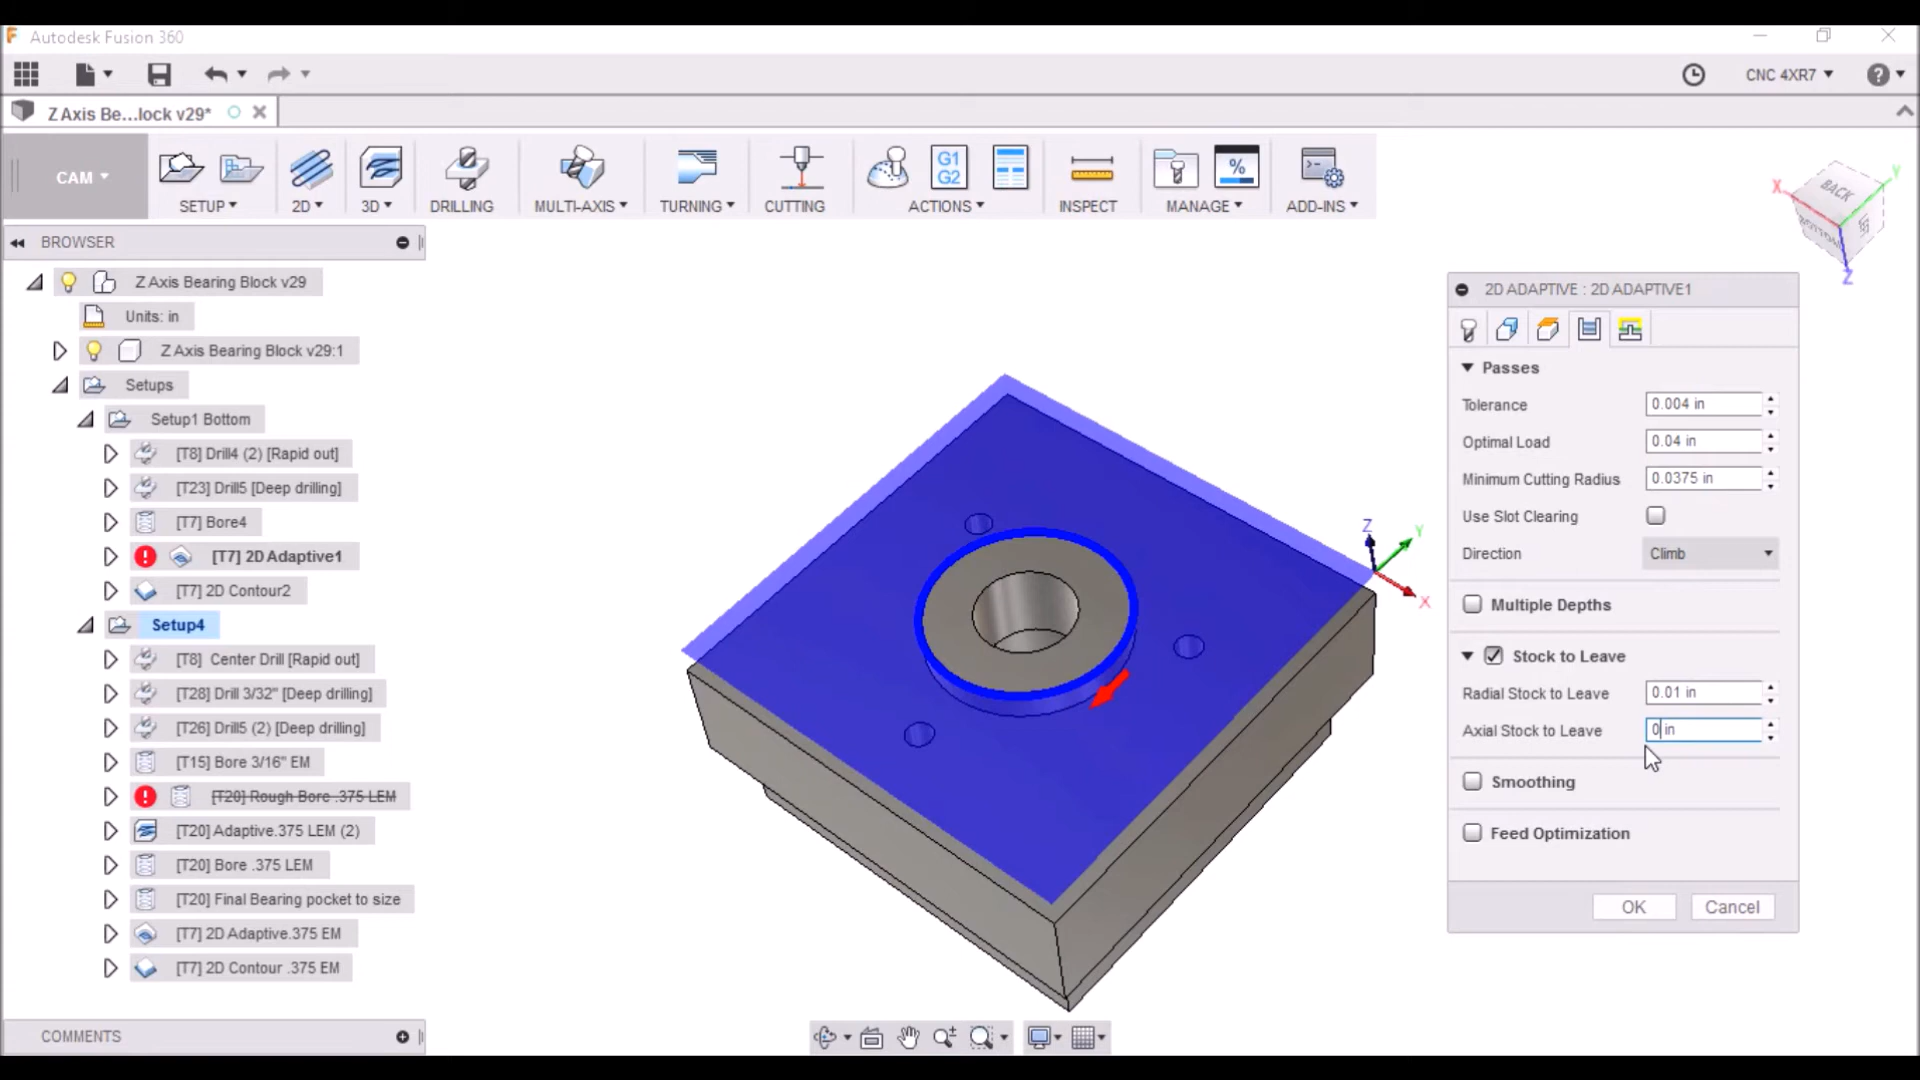 Autodesk Fusion 360
CNC 4XR7
Z Axis Be...lock v29*
CAM
SETUP
2D
3D
DRILLING
MULTI-AXIS
TURNING
CUTTING
G1
G2
ACTIONS
INSPECT
%
MANAGE
ADD-INS
BROWSER
Z Axis Bearing Block v29
Units: in
Z Axis Bearing Block v29:1
Setups
Setup1 Bottom
[T8] Drill4 (2) [Rapid out]
[T23] Drill5 [Deep drilling]
[T7] Bore4
[T7] 2D Adaptive1
[T7] 2D Contour2
Setup4
[T8] Center Drill [Rapid out]
[T28] Drill 3/32" [Deep drilling]
[T26] Drill5 (2) [Deep drilling]
[T15] Bore 3/16" EM
[T20] Rough Bore .375 LEM
[T20] Adaptive.375 LEM (2)
[T20] Bore .375 LEM
[T20] Final Bearing pocket to size
[T7] 2D Adaptive.375 EM
[T7] 2D Contour .375 EM
COMMENTS
X
Y
BACK
BOTTOM
Z
Z
Y
X
2D ADAPTIVE : 2D ADAPTIVE1
Passes
Tolerance 0.004 in
Optimal Load 0.04 in
Minimum Cutting Radius 0.0375 in
Use Slot Clearing
Direction Climb
Multiple Depths
Stock to Leave
Radial Stock to Leave 0.01 in
Axial Stock to Leave 0 in
Smoothing
Feed Optimization
OK Cancel